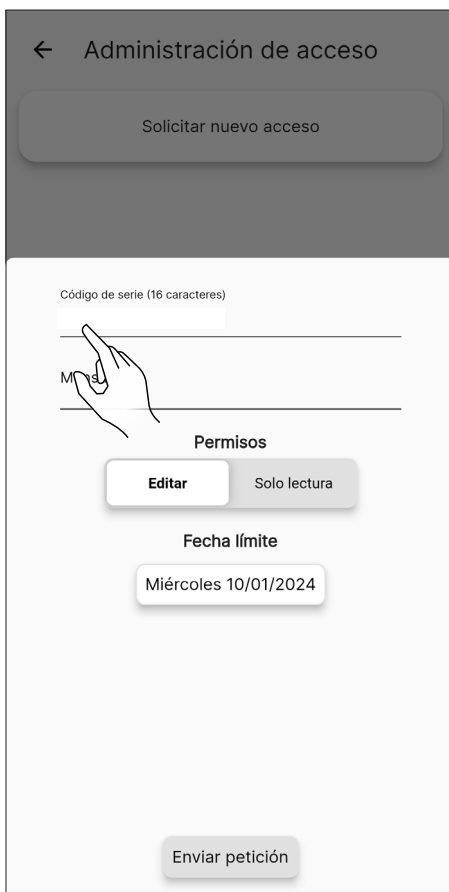 Administración de acceso
Solicitar nuevo acceso
Código de serie (16 caracteres)
Permisos
Editar
Solo lectura
Fecha límite
Miércoles 10/01/2024
Enviar petición